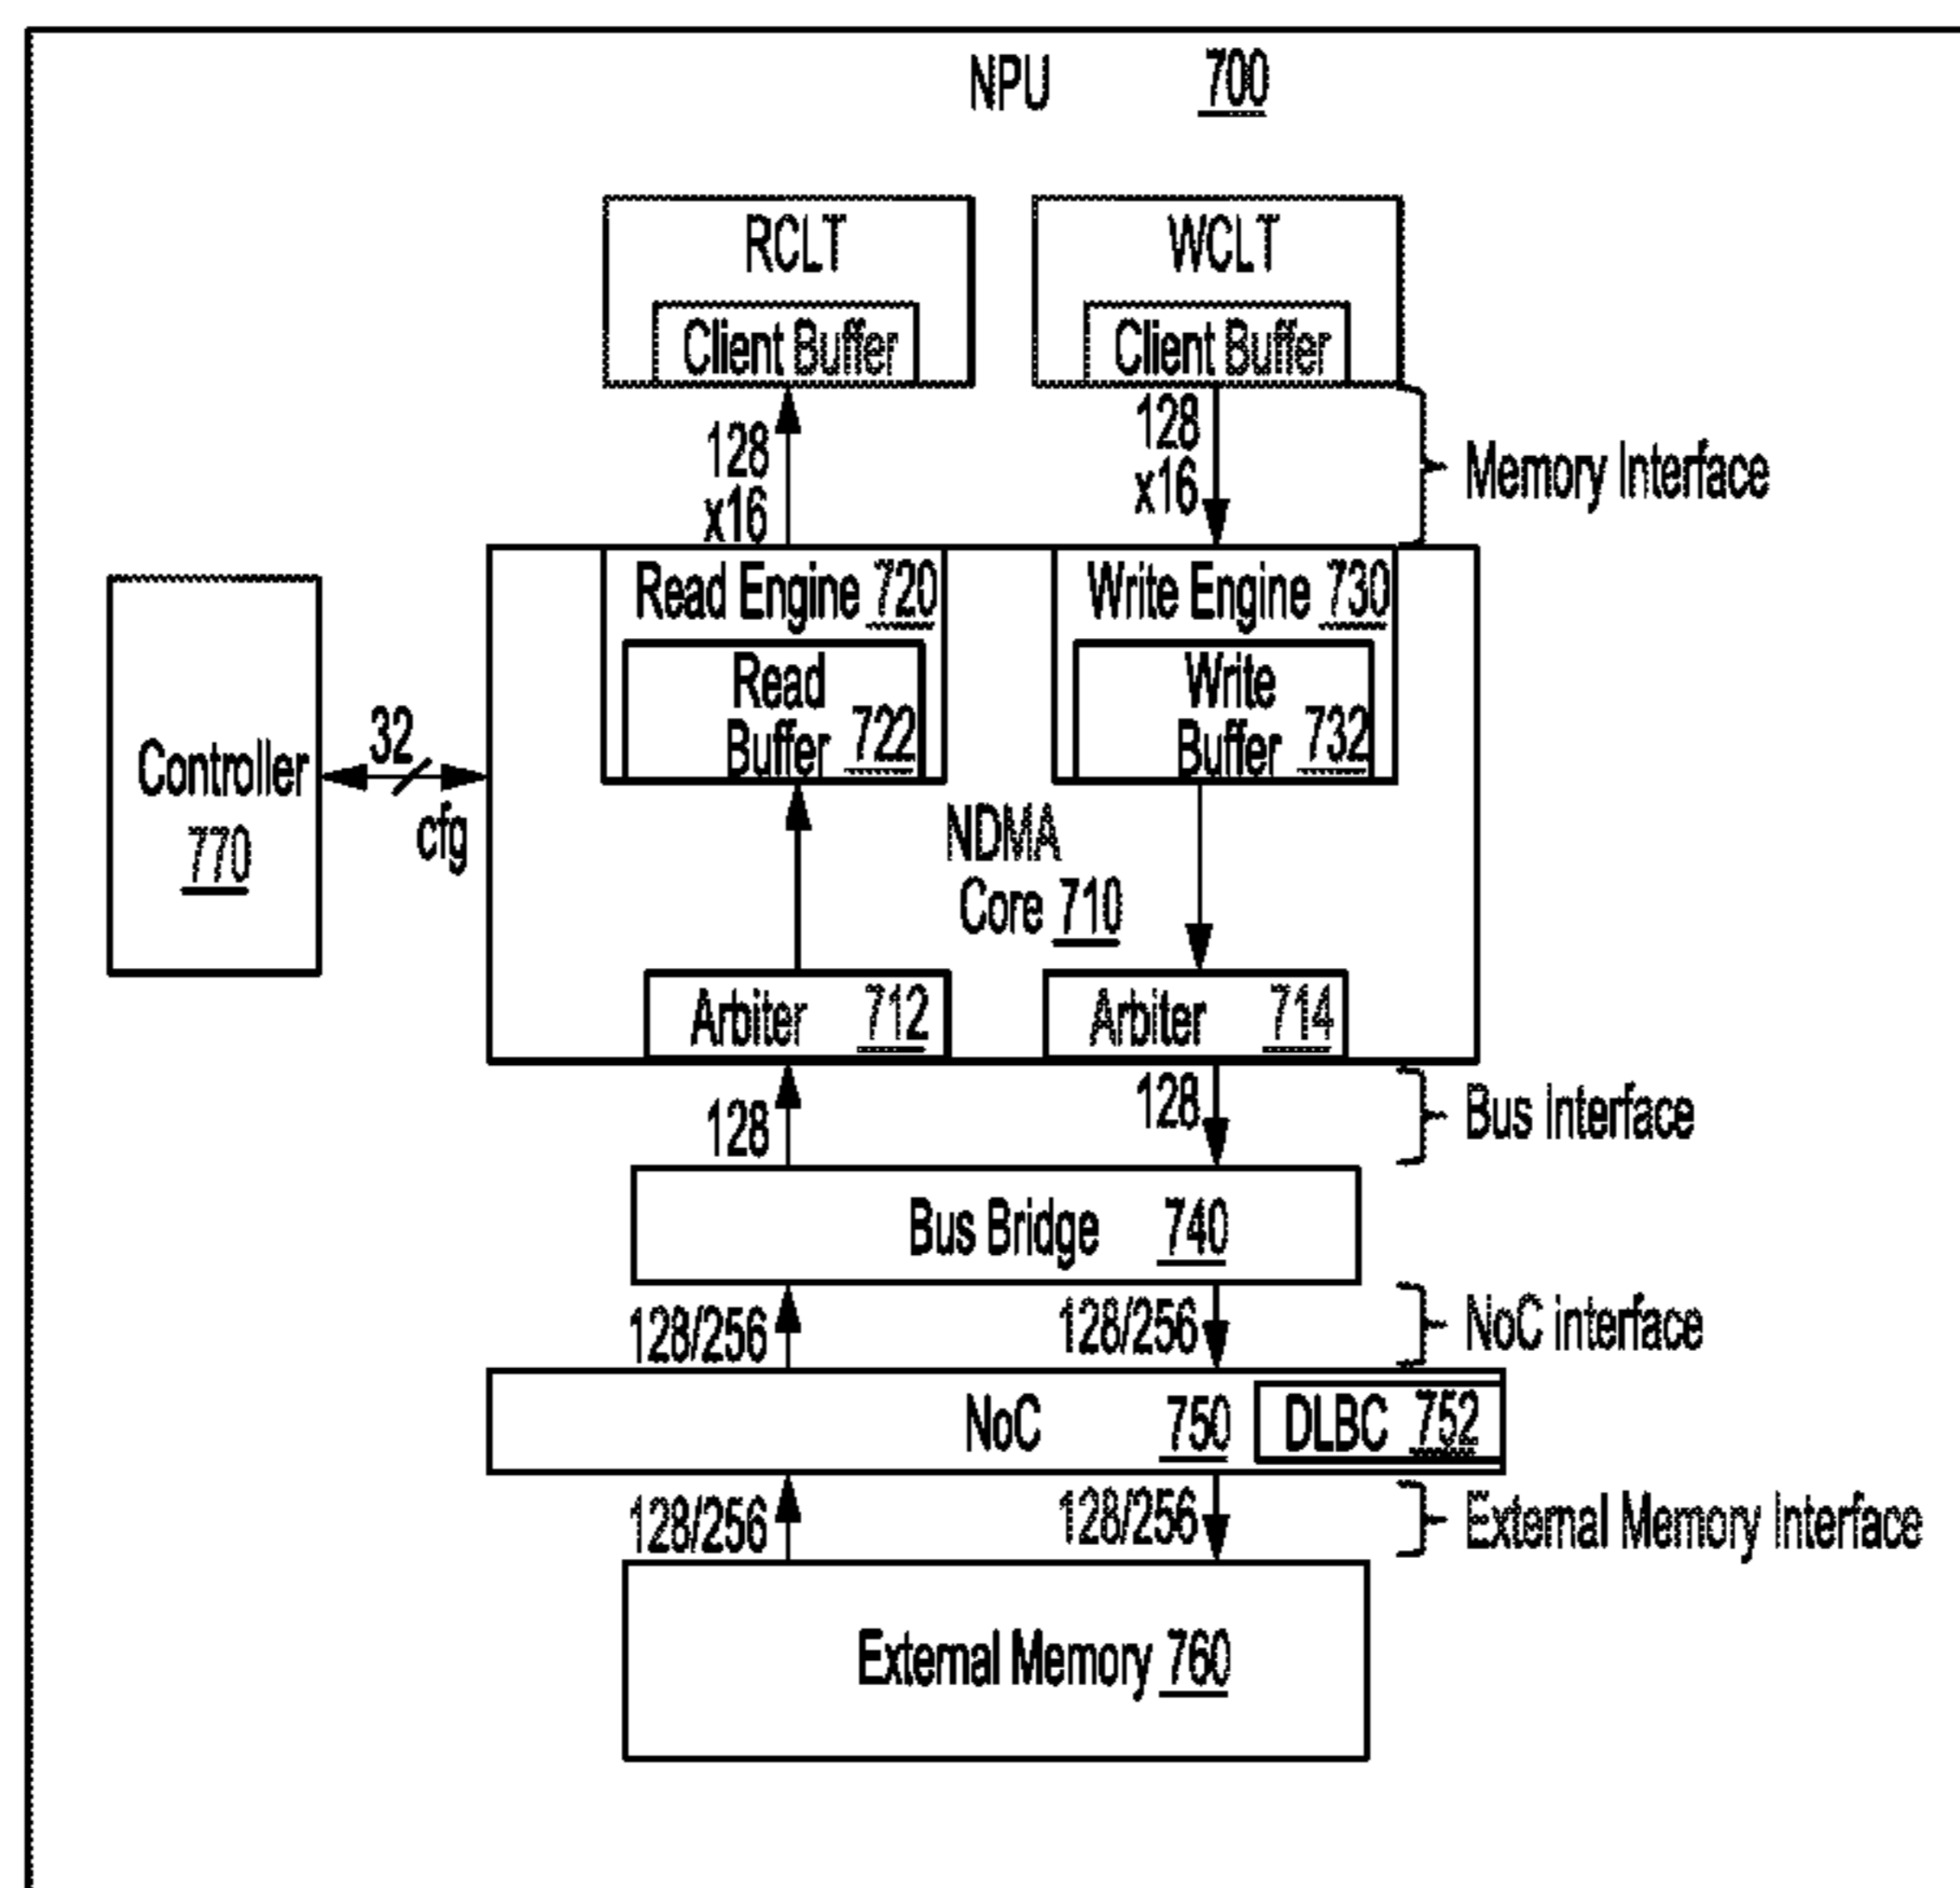 NPU 700
RCLT
Client Buffer
WCLT
Client Buffer
128
x16
128
x16
Memory Interface
Read Engine 720
Read
Buffer 722
Write Engine 730
Write
Buffer 732
Controller
770
32
cfg
NDMA
Core 710
Arbiter 712
Arbiter 714
128
128
Bus interface
Bus Bridge 740
128/256
128/256
NoC interface
NoC 750
DLBC 752
128/256
128/256
External Memory Interface
External Memory 760